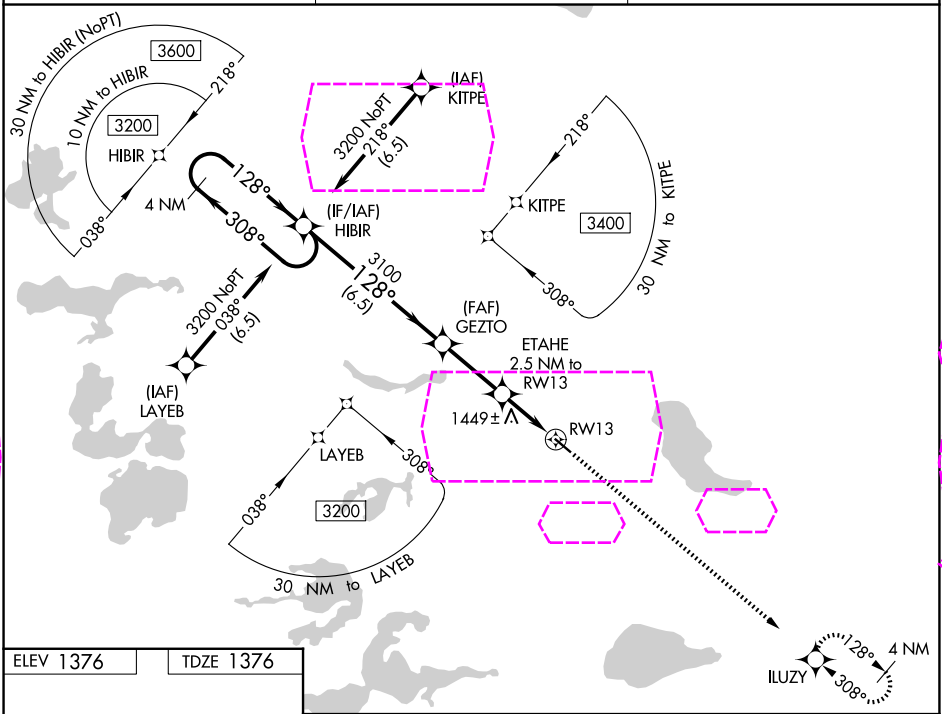 30 NM to HIBIR (NoPT)
3600
10 NM to HIBIR
218°
3200
HIBIR
038°
4 NM
128°
308°
(IF/IAF)
HIBIR
(IAF)
KITPE
3200 NoPT
218°
(6.5)
218°
KITPE
3400
308°
30 NM to KITPE
3200 NoPT
038°
(6.5)
(IAF)
LAYEB
3100
128°
(6.5)
(FAF)
GEZTO
ETAHE
2.5 NM to
RW13
1449±
RW13
LAYEB
308°
038°
3200
30 NM to LAYEB
ELEV 1376
TDZE 1376
ILUZY
128°
308°
4 NM